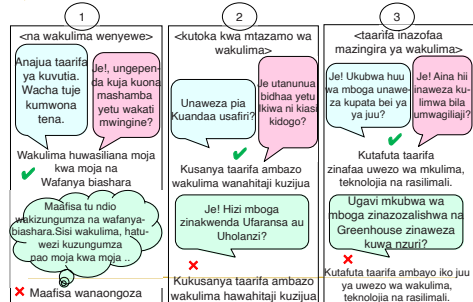 1
<na wakulima wenyewe>
Anajua taarifa
ya kuvutia.
Wacha tuje
kumwona
tena.
Je!, ungepen-
da kuja kuona
mashamba
yetu wakati
mwingine?
Wakulima huwasiliana moja
kwa moja na
Wafanya biashara
Maafisa tu ndio
wakizungumza na wafanya-
biashara.Sisi wakulima, hatu-
wezi kuzungumza
pao moja kwa moja ..
Maafisa wanaongoza
2
<kutoka kwa mtazamo wa
wakulima>
Unaweza pia
Kuandaa usafiri?
Je utanunua
bidhaa yetu
Ikiwa ni kiasi
kidogo?
Kusanya taarifa ambazo
wakulima wanahitaji kuzijua
Je! Hizi mboga
zinakwenda Ufaransa au
Uholanzi?
Kukusanya taarifa ambazo
wakulima hawahitaji kuzijua
3
<taarifa inazofaa
mazingira ya wakulima>
Je! Ukubwa huu
wa mboga unawe-
za kupata bei ya
ya juu?
Je! Aina hii
inaweza ku-
limwa bila
umwagiliaji?
Kutafuta taarifa
zinafaa uwezo wa mkulima,
teknolojia na rasilimali.
Ugavi mkubwa wa
mboga zinazozalishwa na
Greenhouse zinaweza
kuwa nzuri?
Kutafuta taarifa ambayo iko juu
ya uwezo wa wakulima,
teknolojia, na rasilimali.